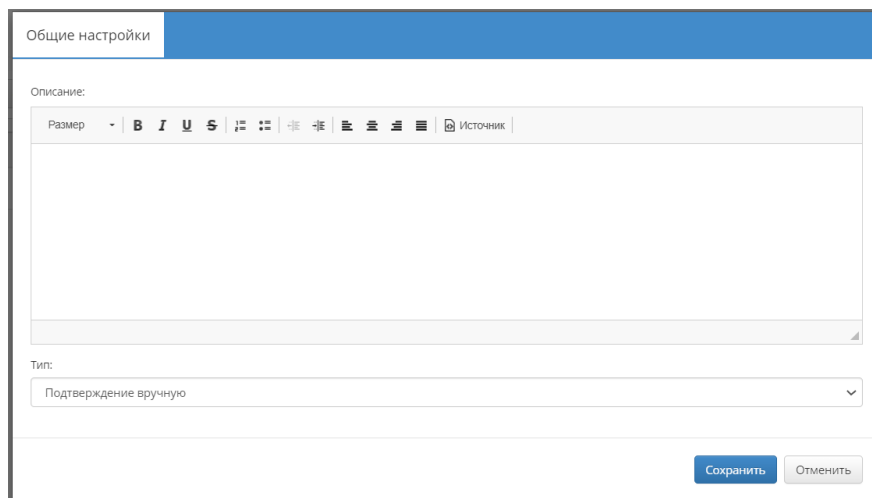 Общие настройки
Описание:
Размер B I U S Источник
Тип:
Подтверждение вручную
Сохранить Отменить